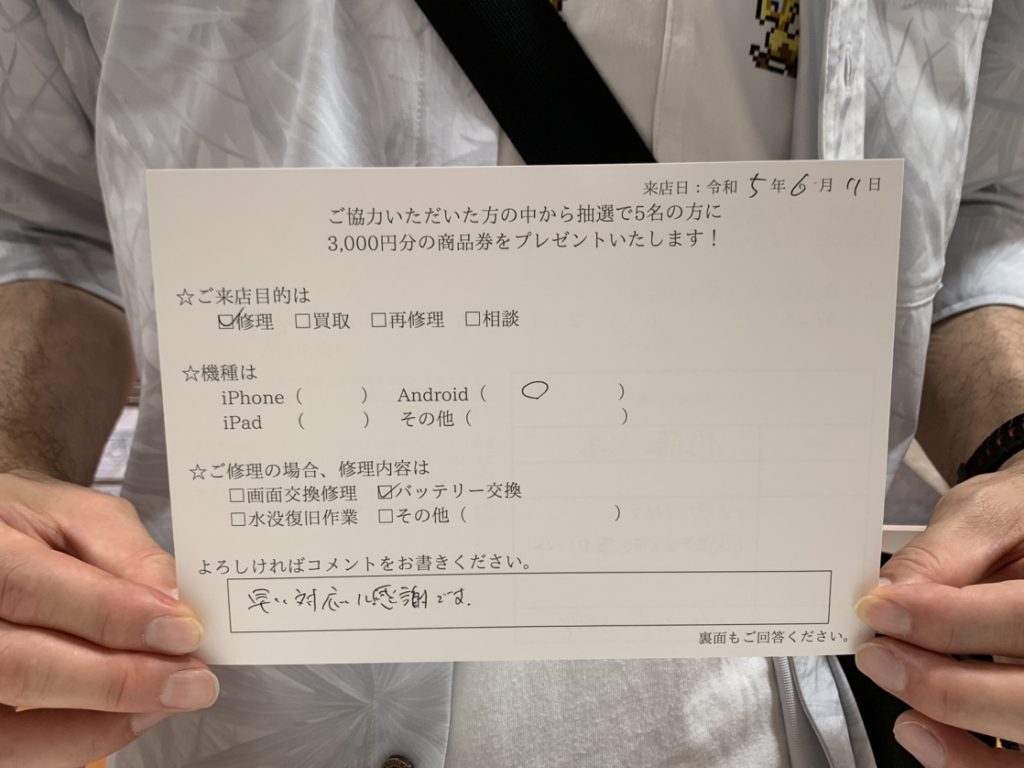 来店日：令和 5 年 6 月 11 日
ご協力いただいた方の中から抽選で5名の方に
3,000円分の商品券をプレゼントいたします！
☆ご来店目的は
☑修理 □買取 □再修理 □相談
☆機種は
iPhone（ ） Android（ ○ ）
iPad （ ） その他（ ）
☆ご修理の場合、修理内容は
□画面交換修理 ☑バッテリー交換
□水没復旧作業 □その他（ ）
よろしければコメントをお書きください。
早い対応に感謝です.
裏面もご回答ください。